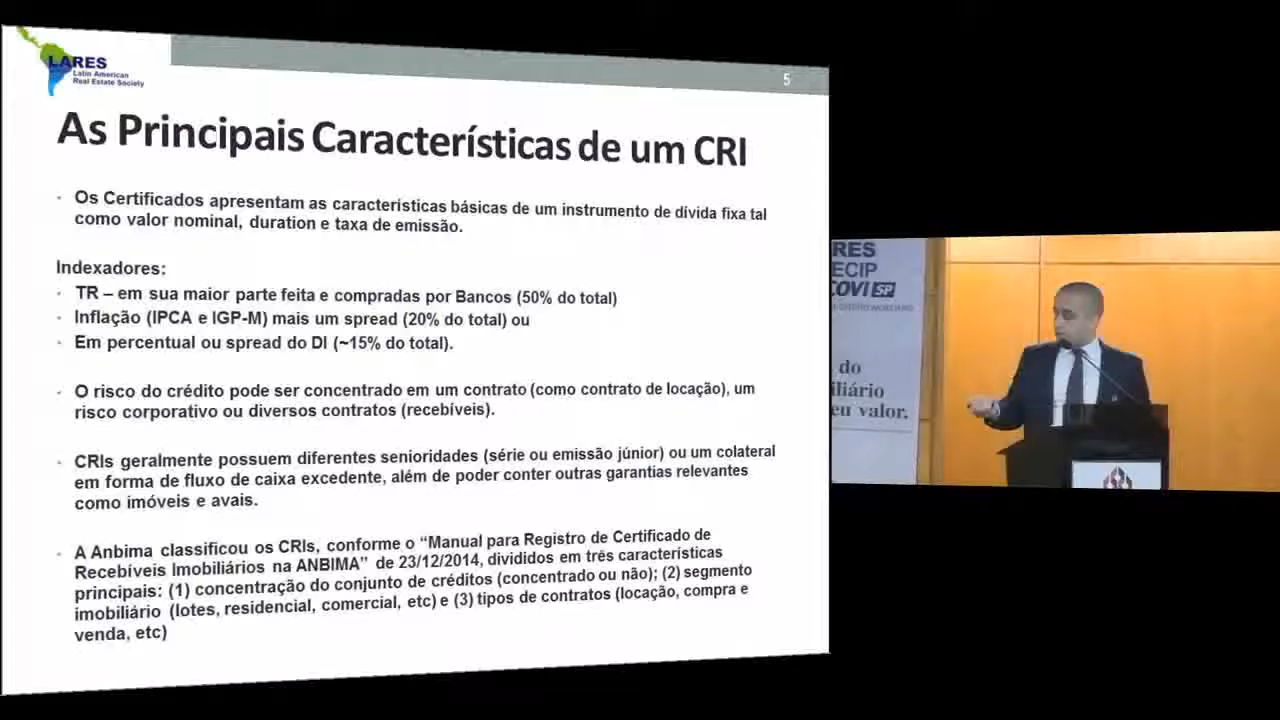 LARES
Latin American
Real Estate Society
5
As Principais Características de um CRI
Os Certificados apresentam as características básicas de um instrumento de dívida fixa tal
como valor nominal, duration e taxa de emissão.
Indexadores:
TR – em sua maior parte feita e compradas por Bancos (50% do total)
Inflação (IPCA e IGP-M) mais um spread (20% do total) ou
Em percentual ou spread do DI (~15% do total).
O risco do crédito pode ser concentrado em um contrato (como contrato de locação), um
risco corporativo ou diversos contratos (recebíveis).
CRIs geralmente possuem diferentes senioridades (série ou emissão júnior) ou um colateral
em forma de fluxo de caixa excedente, além de poder conter outras garantias relevantes
como imóveis e avais.
A Anbima classificou os CRIs, conforme o “Manual para Registro de Certificado de
Recebíveis Imobiliários na ANBIMA” de 23/12/2014, divididos em três características
principais: (1) concentração do conjunto de créditos (concentrado ou não); (2) segmento
imobiliário (lotes, residencial, comercial, etc) e (3) tipos de contratos (locação, compra e
venda, etc)
RES
ECIP
OVI SP
do
iliário
eu valor.